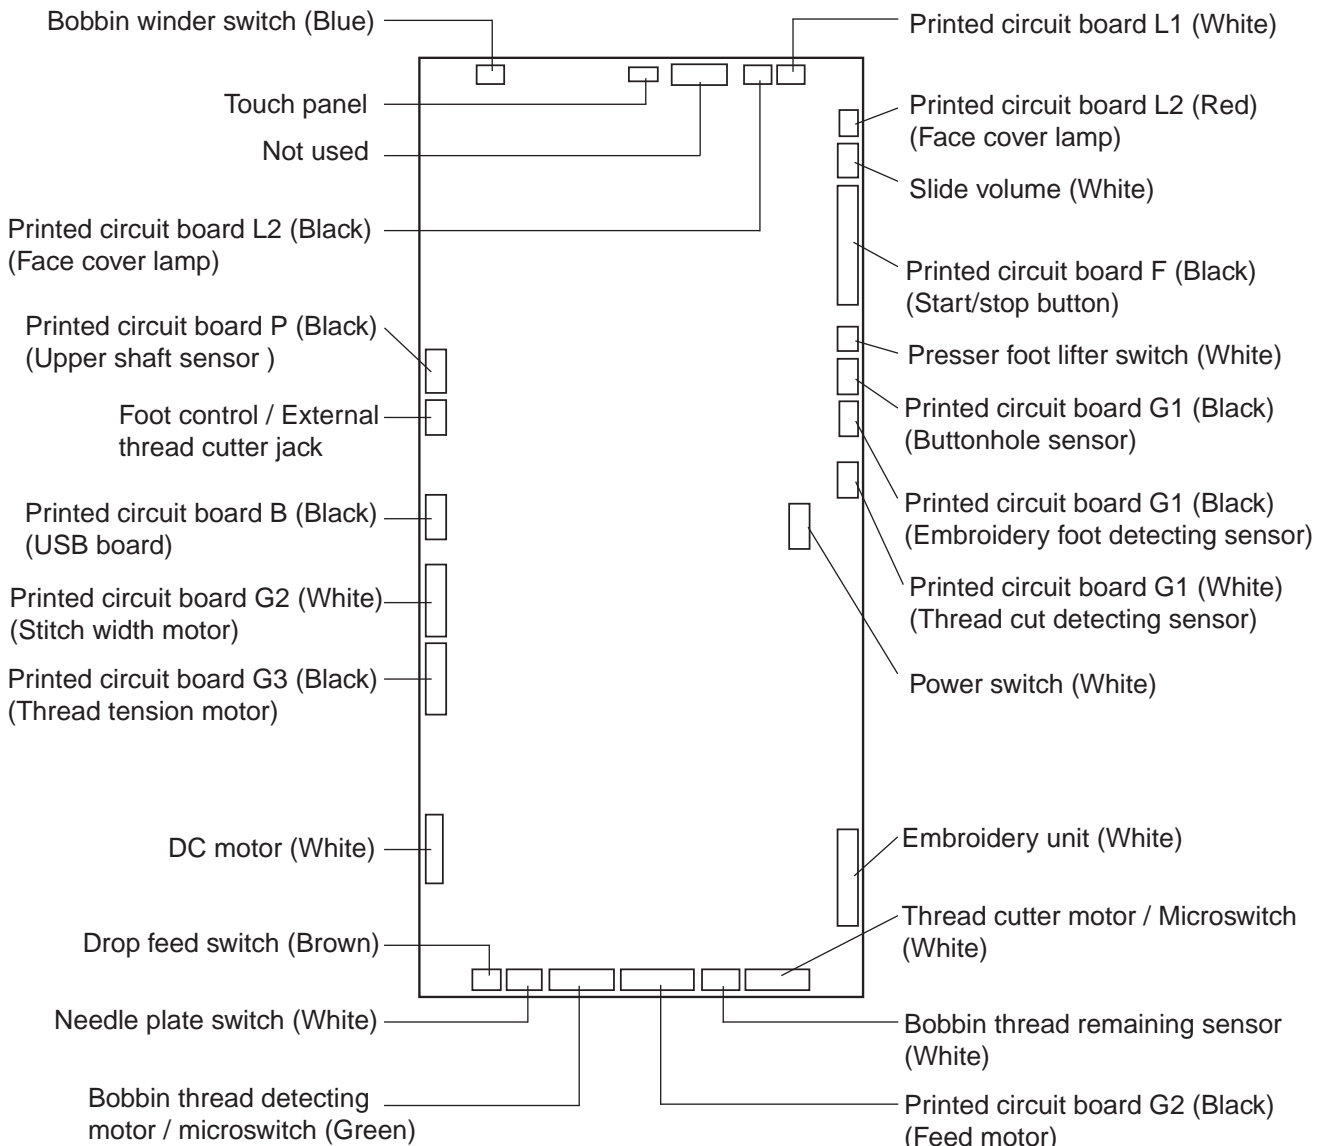 Bobbin winder switch (Blue)
Touch panel
Not used
Printed circuit board L2 (Black)
(Face cover lamp)
Printed circuit board P (Black)
(Upper shaft sensor )
Foot control / External
thread cutter jack
Printed circuit board B (Black)
(USB board)
Printed circuit board G2 (White)
(Stitch width motor)
Printed circuit board G3 (Black)
(Thread tension motor)
DC motor (White)
Drop feed switch (Brown)
Needle plate switch (White)
Bobbin thread detecting
motor / microswitch (Green)
Printed circuit board L1 (White)
Printed circuit board L2 (Red)
(Face cover lamp)
Slide volume (White)
Printed circuit board F (Black)
(Start/stop button)
Presser foot lifter switch (White)
Printed circuit board G1 (Black)
(Buttonhole sensor)
Printed circuit board G1 (Black)
(Embroidery foot detecting sensor)
Printed circuit board G1 (White)
(Thread cut detecting sensor)
Power switch (White)
Embroidery unit (White)
Thread cutter motor / Microswitch
(White)
Bobbin thread remaining sensor
(White)
Printed circuit board G2 (Black)
(Feed motor)